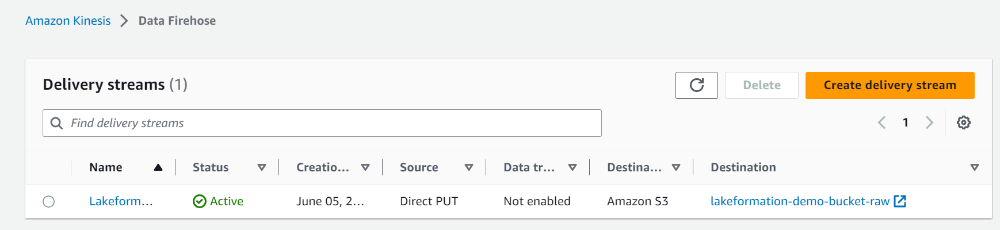 Amazon Kinesis > Data Firehose
Delivery streams (1)
Delete
Create delivery stream
Find delivery streams
1
Name Status Creatio... Source Data tr... Destina... Destination
Lakeform... Active June 05, 2... Direct PUT Not enabled Amazon S3 lakeformation-demo-bucket-raw